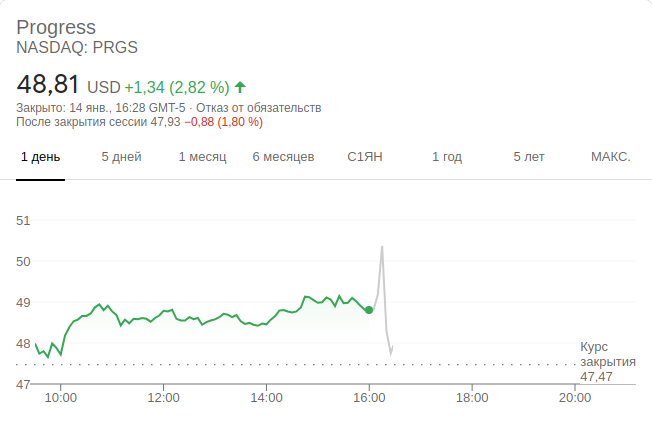 Progress
NASDAQ: PRGS
48,81 USD +1,34 (2,82 %)
Закрыто: 14 янв., 16:28 GMT-5 · Отказ от обязательств
После закрытия сессии 47,93 −0,88 (1,80 %)
1 день 5 дней 1 месяц 6 месяцев С1ЯН 1 год 5 лет МАКС.
51
50
49
48
47
Курс
закрытия
47,47
10:00 12:00 14:00 16:00 18:00 20:00